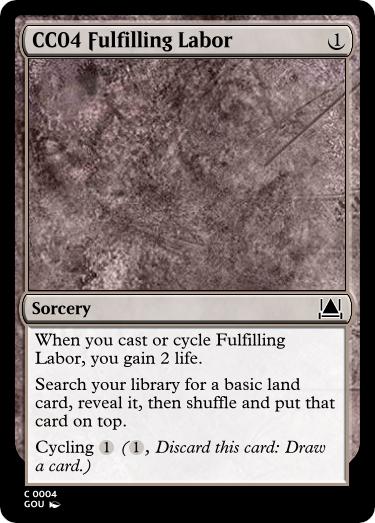 CC04 Fulfilling Labor 1
Sorcery
When you cast or cycle Fulfilling
Labor, you gain 2 life.
Search your library for a basic land
card, reveal it, then shuffle and put that
card on top.
Cycling 1 (1, Discard this card: Draw
a card.)
C 0004
GOU